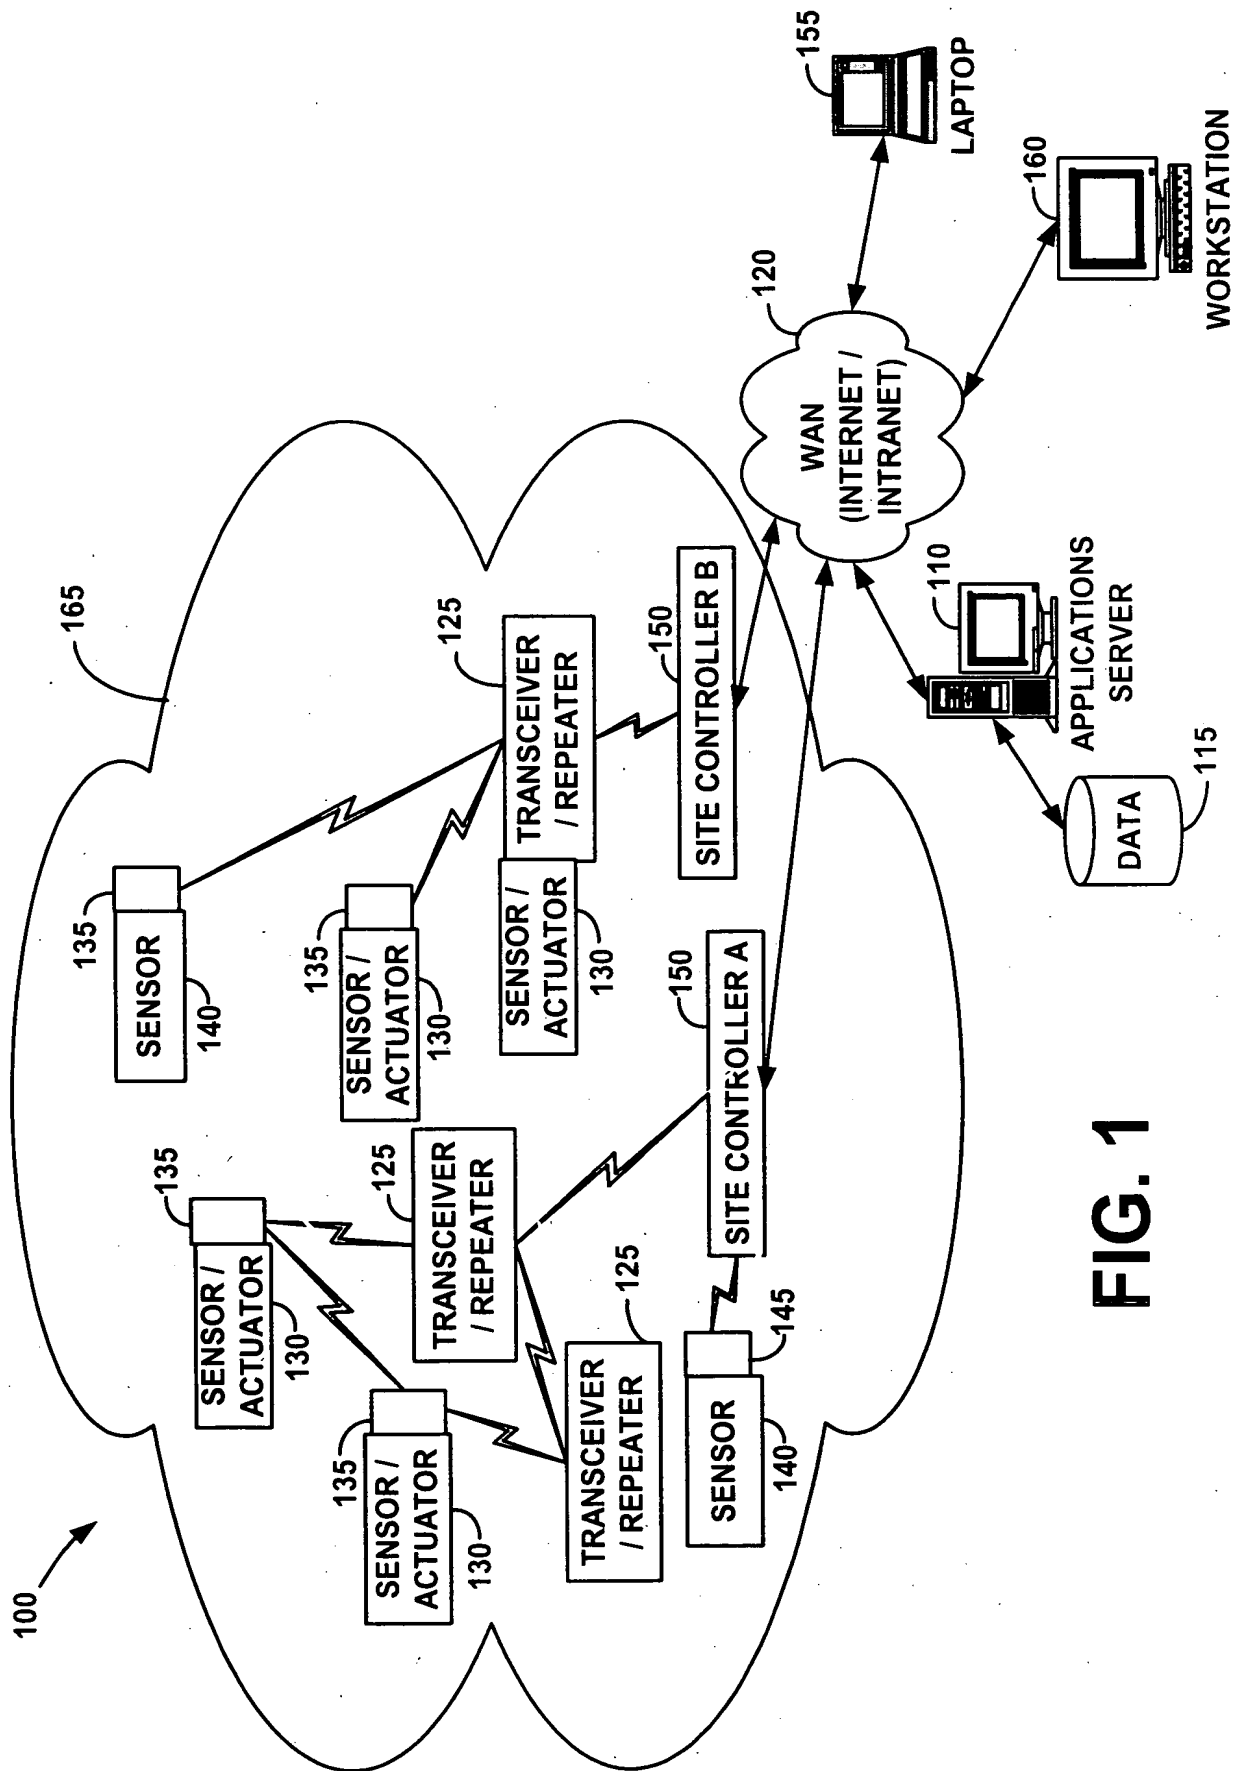 100
165
135
SENSOR
140
135
SENSOR /
ACTUATOR
130
135
SENSOR /
ACTUATOR
130
135
SENSOR /
ACTUATOR
130
125
TRANSCEIVER
/ REPEATER
125
TRANSCEIVER
/ REPEATER
SENSOR /
ACTUATOR
130
TRANSCEIVER
/ REPEATER
125
145
SENSOR
140
150
SITE CONTROLLER A
150
SITE CONTROLLER B
120
WAN
(INTERNET /
INTRANET)
155
LAPTOP
160
WORKSTATION
110
APPLICATIONS
SERVER
DATA
115
FIG. 1